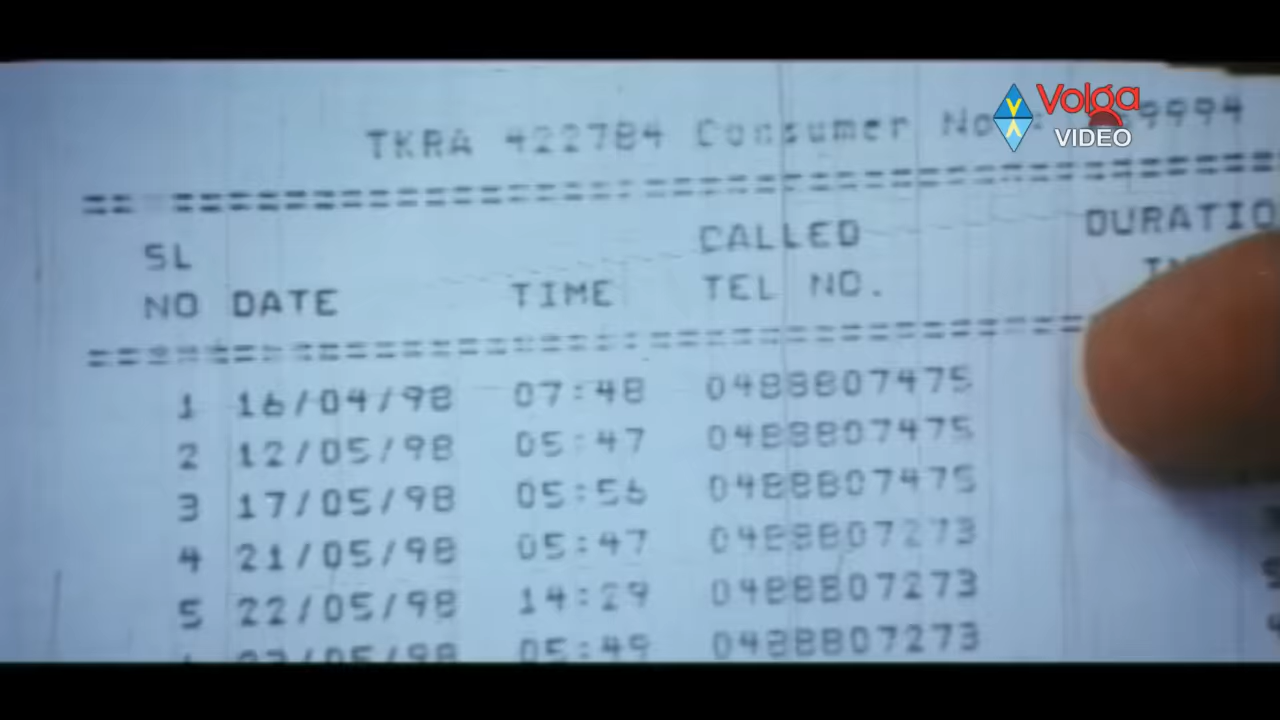 Volga
VIDEO
TKRA 422784 Consumer No. : 9994
SL CALLED DURATIO
NO DATE TIME TEL NO.
1 16/04/98 07:48 0488807475
2 12/05/98 05:47 0488807475
3 17/05/98 05:56 0488807475
4 21/05/98 05:47 0488807273
5 22/05/98 14:29 0488807273
05:49 0488807273